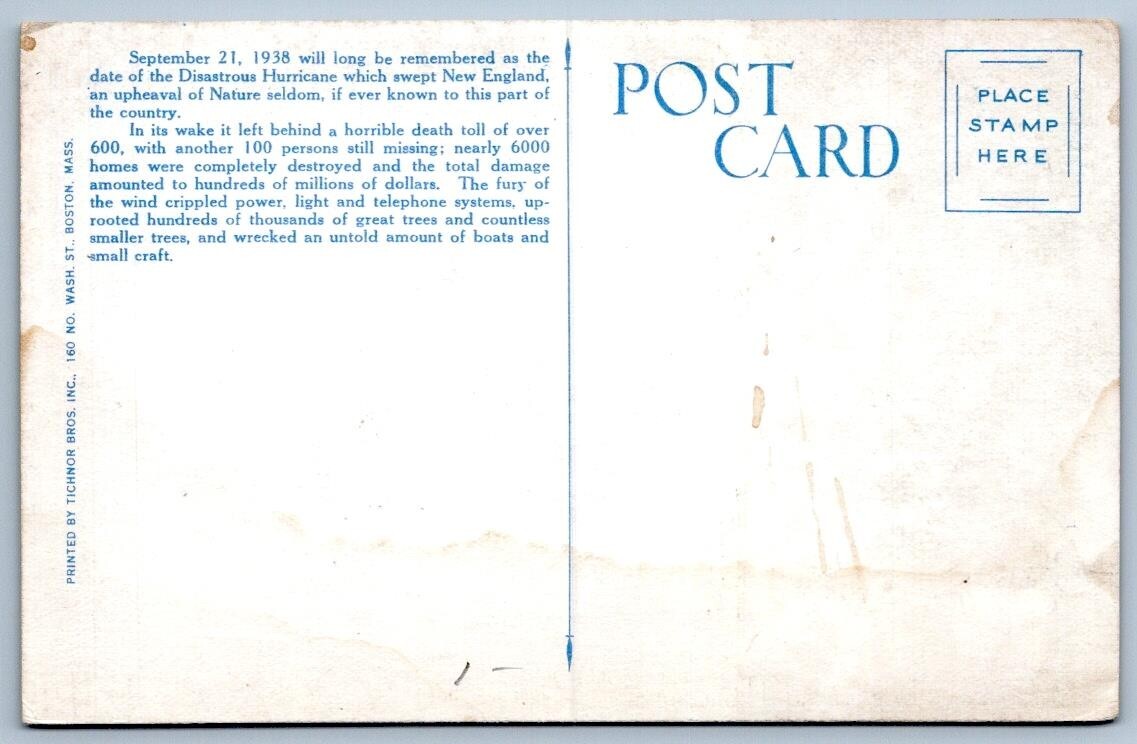 September 21, 1938 will long be remembered as the
date of the Disastrous Hurricane which swept New England,
an upheaval of Nature seldom, if ever known to this part of
the country.
In its wake it left behind a horrible death toll of over
600, with another 100 persons still missing; nearly 6000
homes were completely destroyed and the total damage
amounted to hundreds of millions of dollars. The fury of
the wind crippled power, light and telephone systems, up-
rooted hundreds of thousands of great trees and countless
smaller trees, and wrecked an untold amount of boats and
small craft.
PRINTED BY TICHNOR BROS. INC., 160 NO. WASH. ST., BOSTON, MASS.
POST
CARD
PLACE
STAMP
HERE
1 -